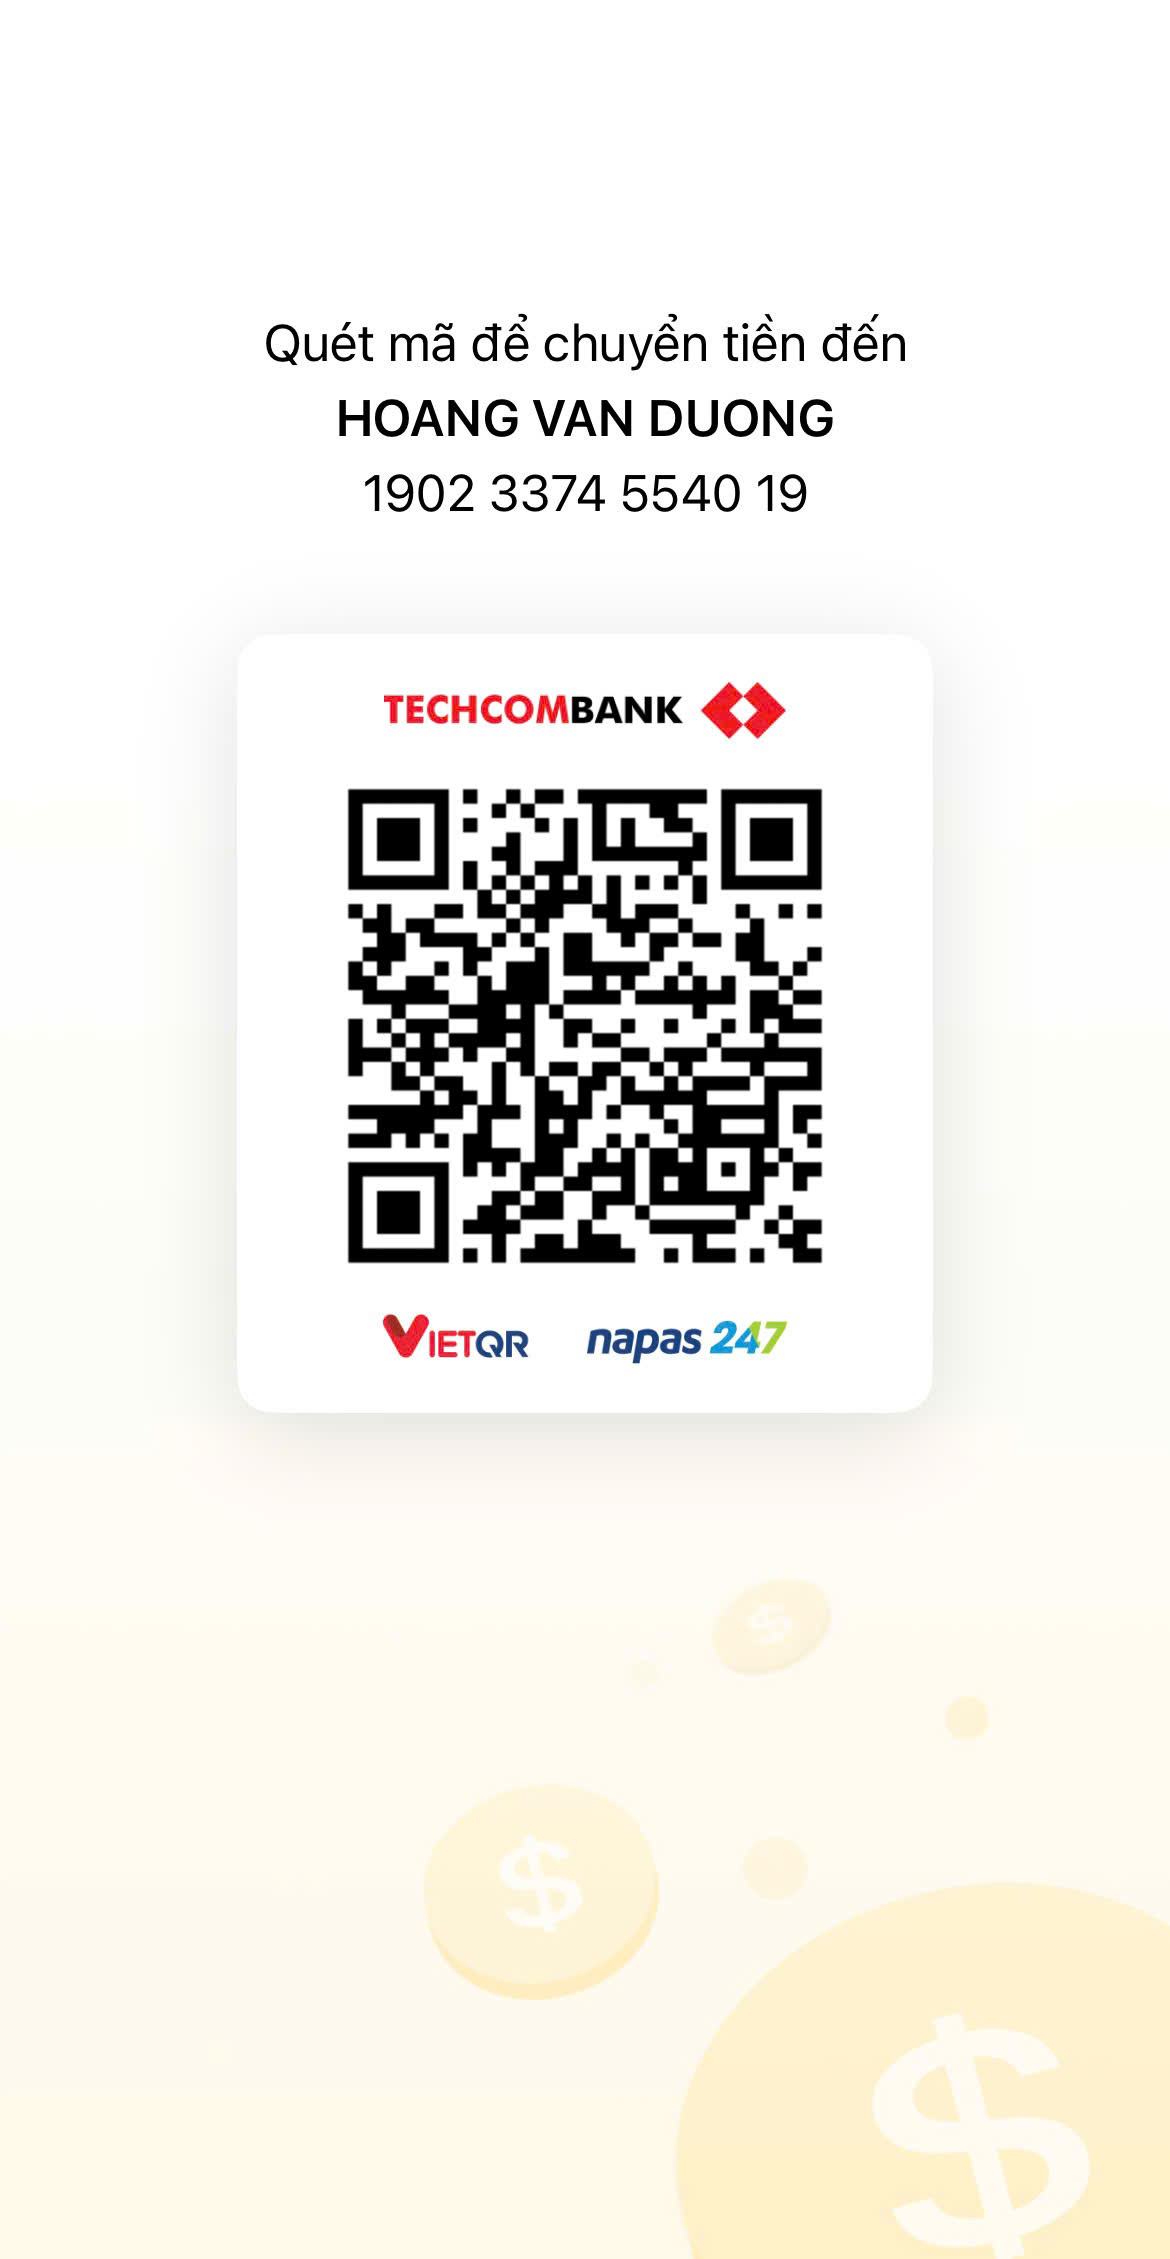 Quét mã để chuyển tiền đến
HOANG VAN DUONG
1902 3374 5540 19
TECHCOMBANK
VIETQR napas 247
$
$
$